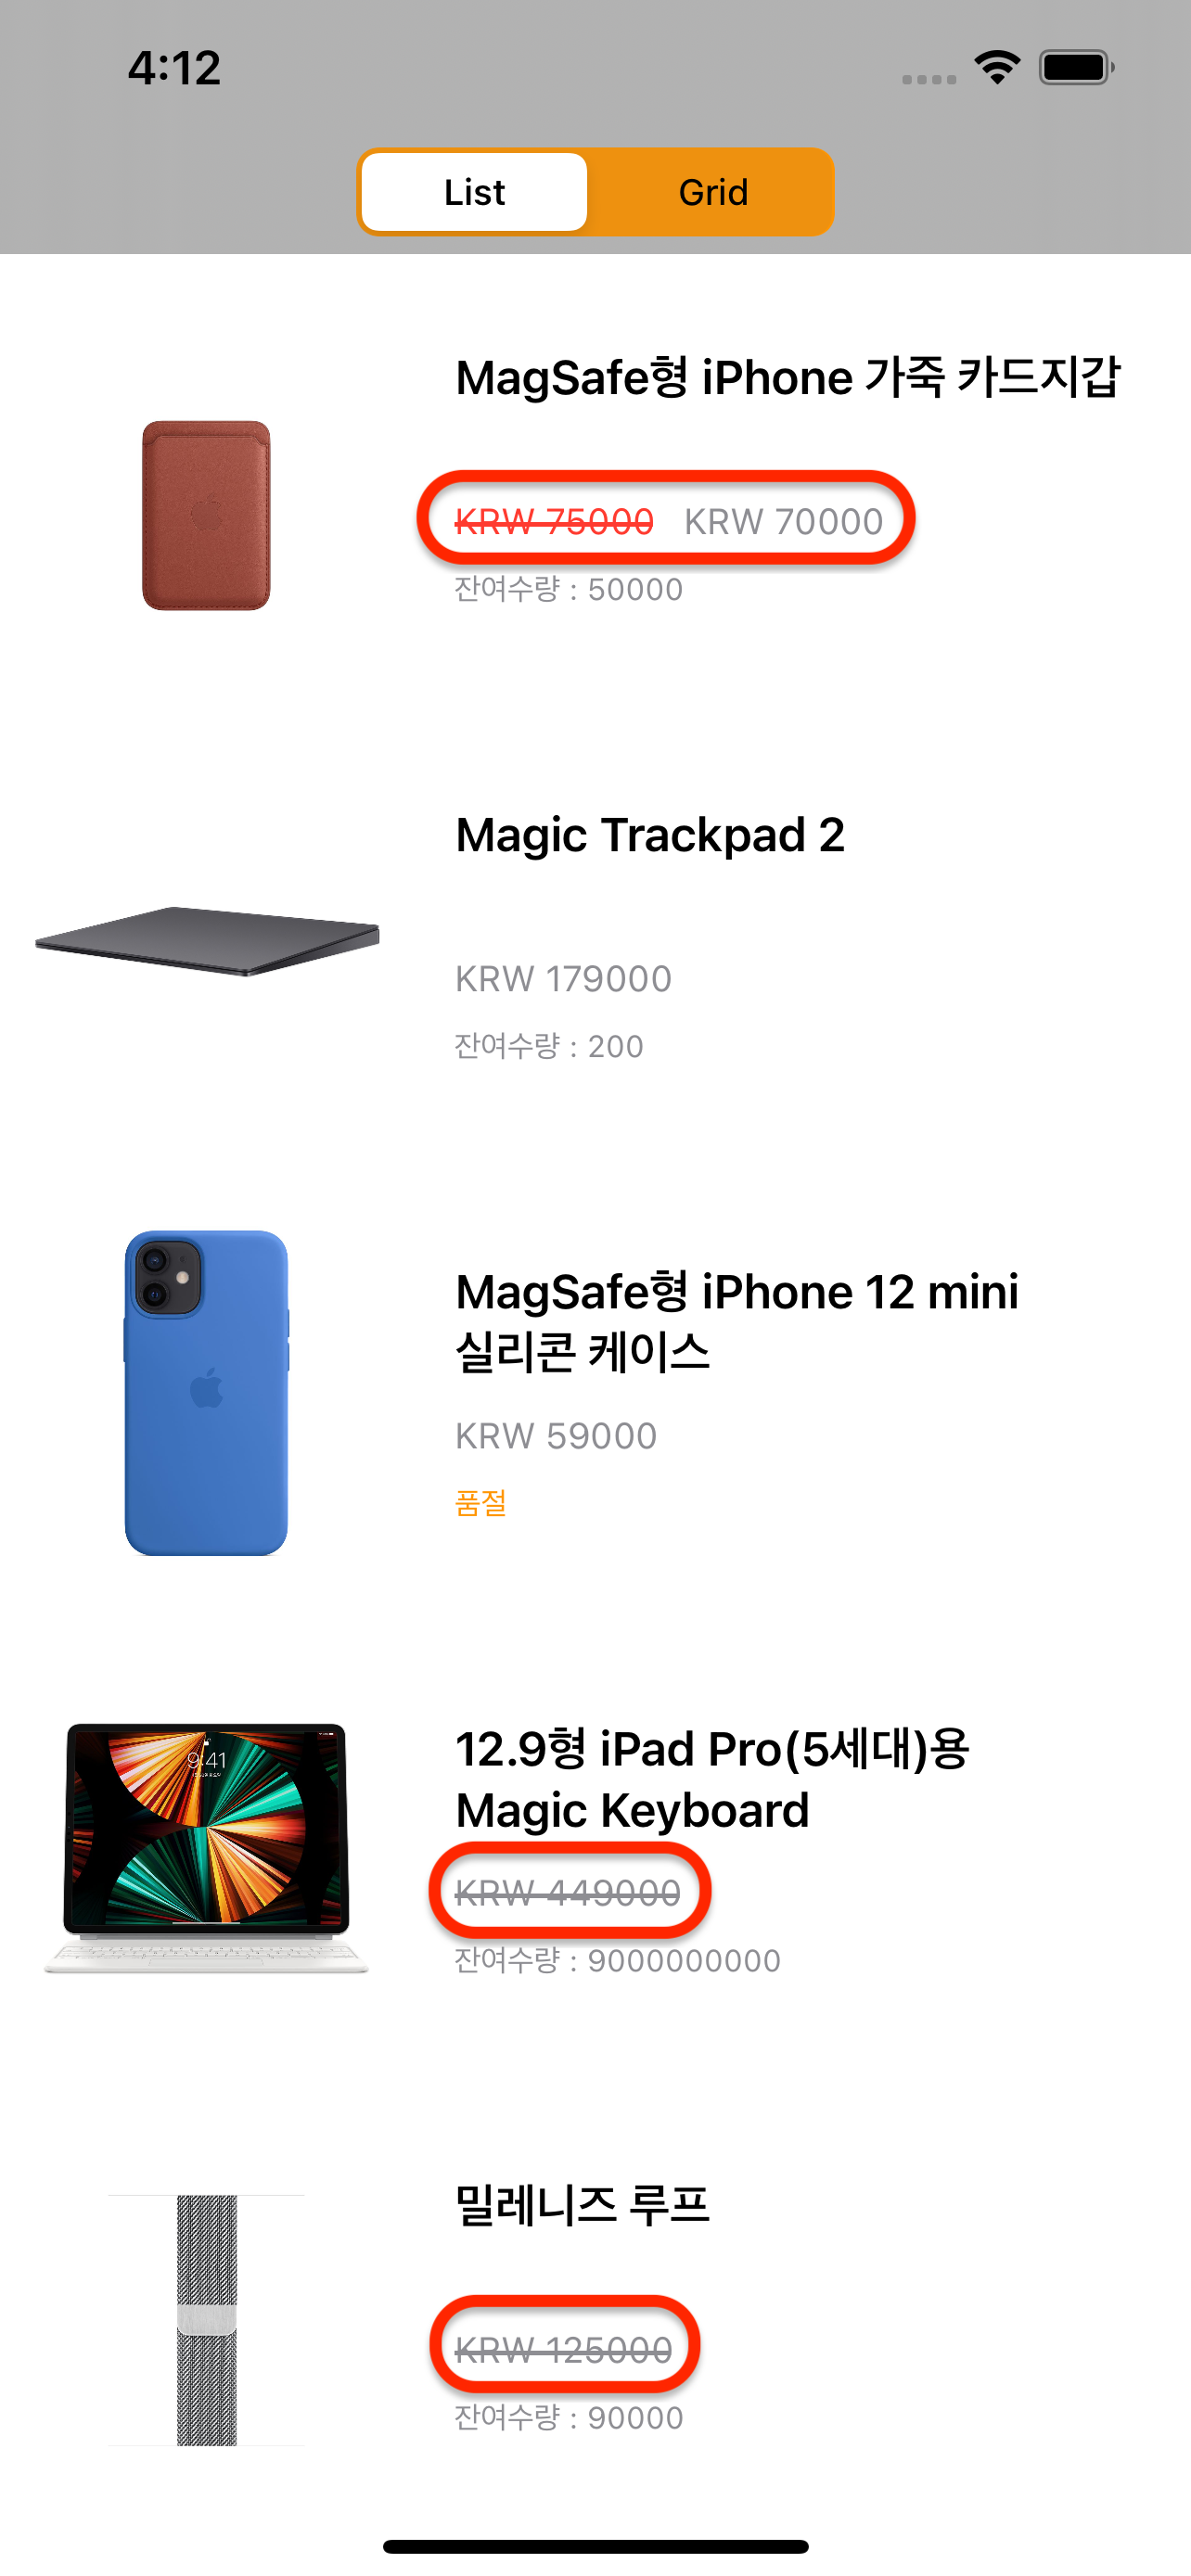 4:12
List
Grid
MagSafe형 iPhone 가죽 카드지갑
KRW 75000 KRW 70000
잔여수량 : 50000
Magic Trackpad 2
KRW 179000
잔여수량 : 200
MagSafe형 iPhone 12 mini
실리콘 케이스
KRW 59000
품절
12.9형 iPad Pro(5세대)용
Magic Keyboard
9:41
KRW 449000
잔여수량 : 9000000000
밀레니즈 루프
KRW 125000
잔여수량 : 90000